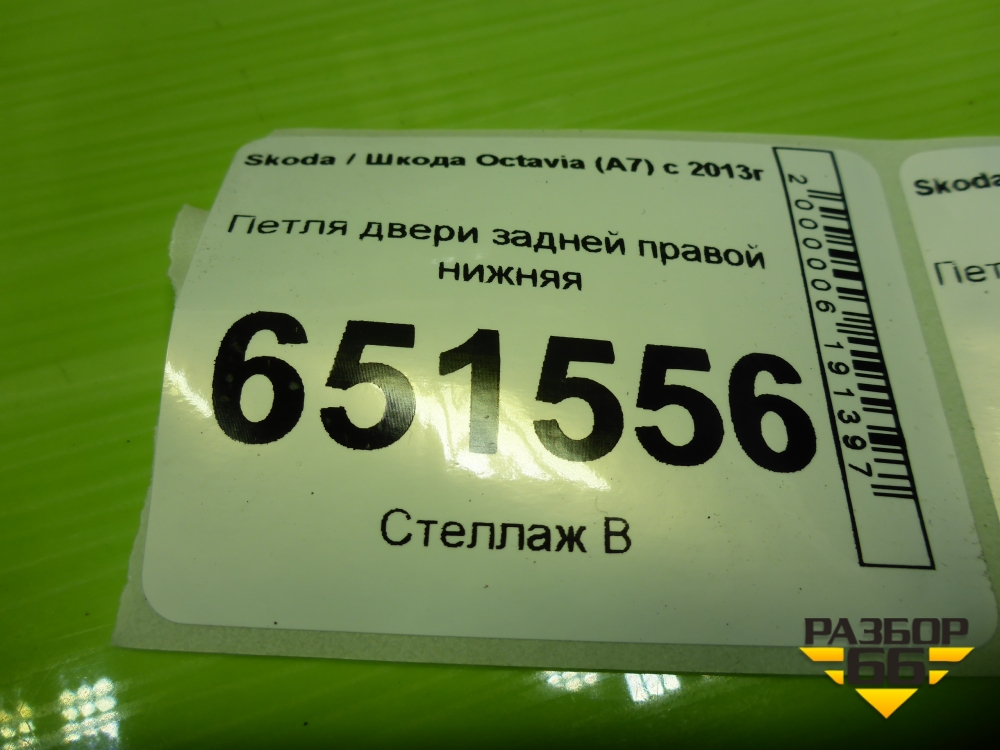 Skoda / Шкода Octavia (A7) с 2013г
Петля двери задней правой
нижняя
651556
Стеллаж В
2000006191397
Skoda
Пет
РАЗБОР
66